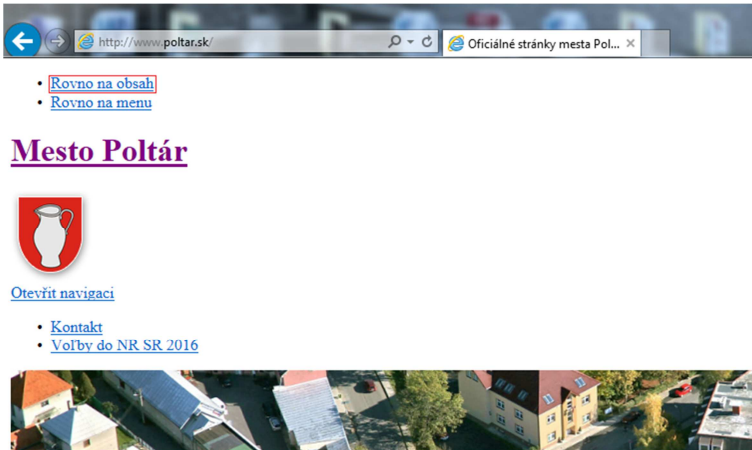 http://www.poltar.sk/
Oficiálné stránky mesta Pol...
Rovno na obsah
Rovno na menu
Mesto Poltár
Otevřít navigaci
Kontakt
Voľby do NR SR 2016